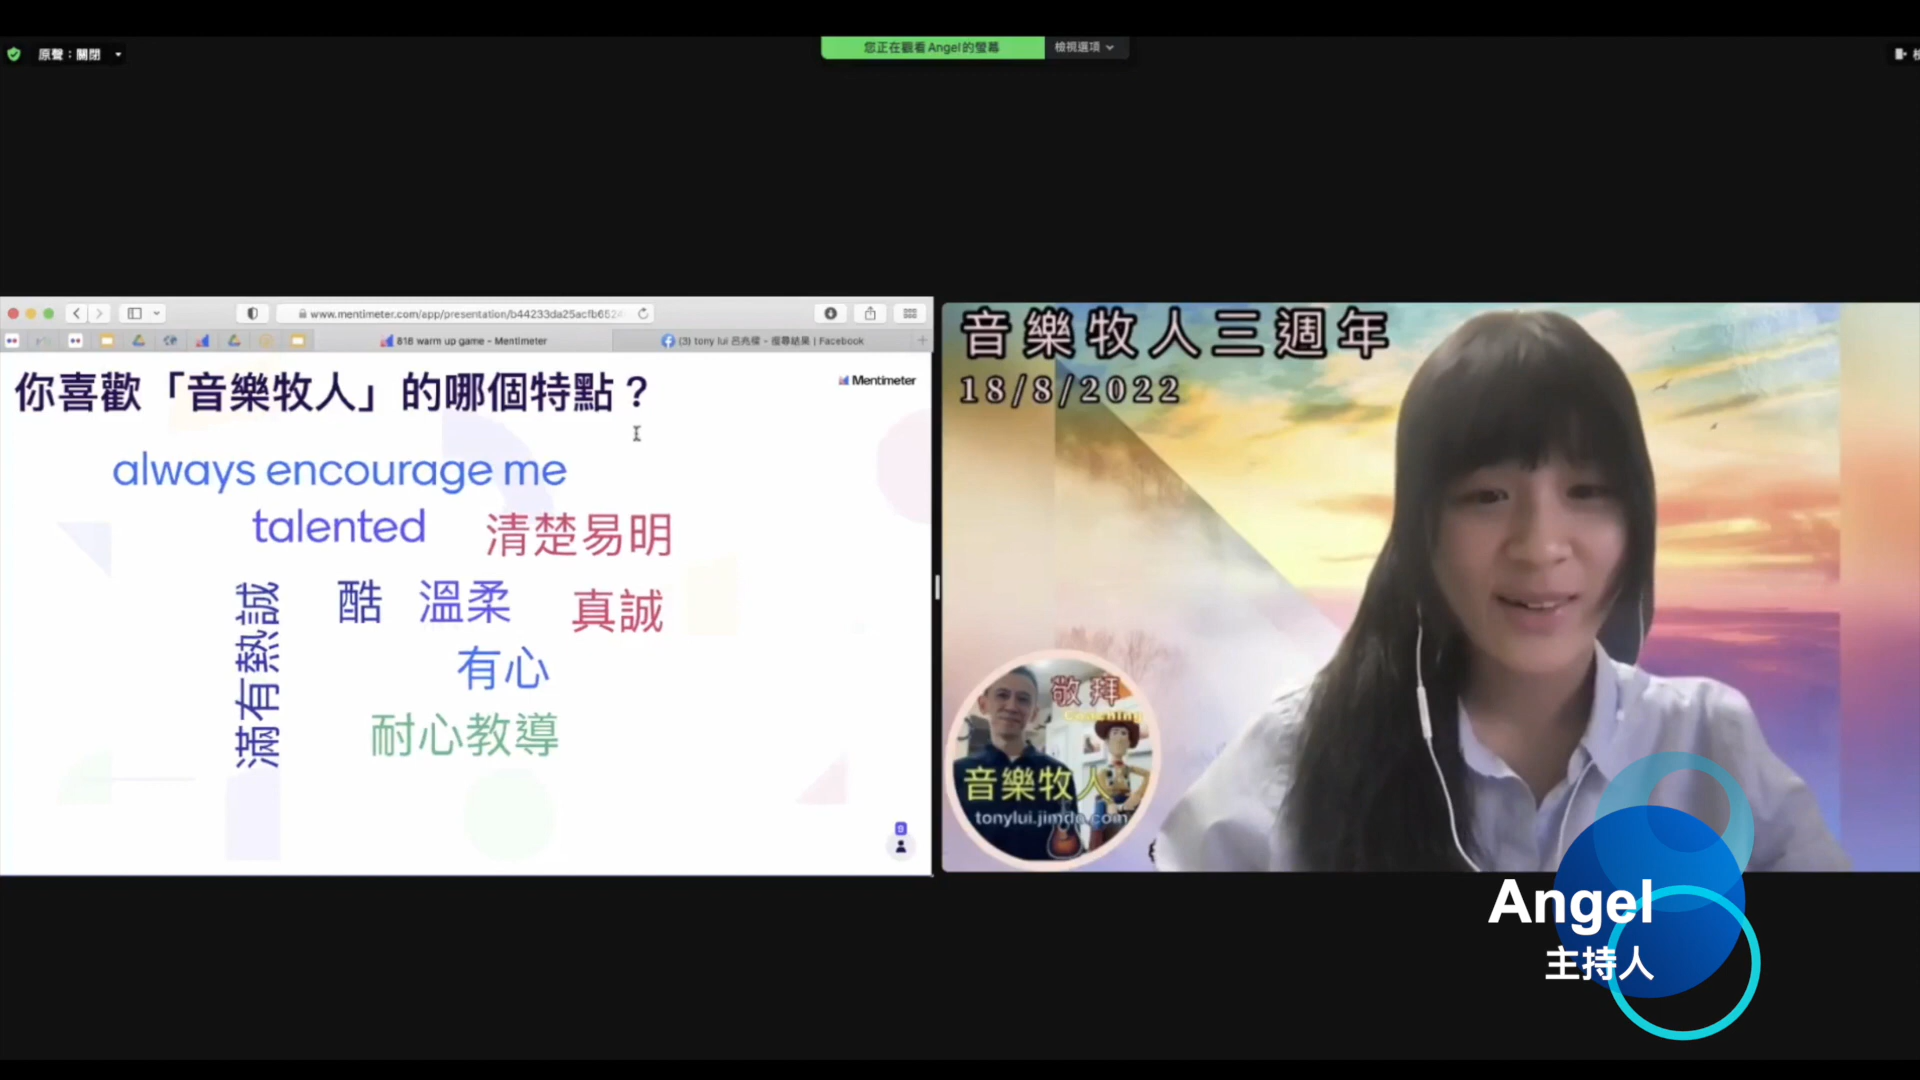 原聲：關閉
您正在觀看Angel的螢幕
檢視選項
www.mentimeter.com/app/presentation/b44233da25acfb6524
818 warm up game - Mentimeter
(3) tony lui 呂兆樑 - 搜尋結果 | Facebook
你喜歡「音樂牧人」的哪個特點？
Mentimeter
always encourage me
talented
清楚易明
滿有熱誠
酷
溫柔
真誠
有心
耐心教導
9
音樂牧人三週年
18/8/2022
敬拜
Coaching
音樂牧人
tonylui.jimdo.com
Angel
主持人